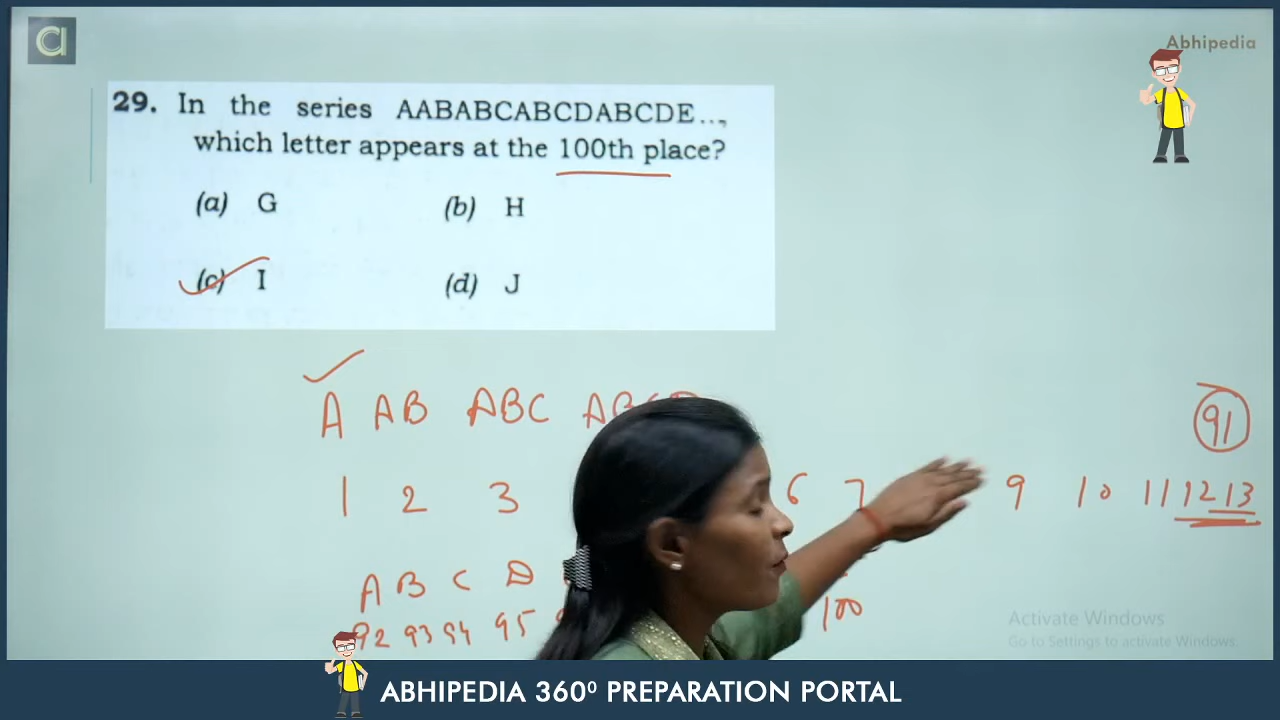 Abhipedia
29. In the series AABABCABCDABCDE...,
which letter appears at the 100th place?
(a) G (b) H
(c) I (d) J
A AB ABC
91
1 2 3 6 7 9 10 11 12 13
A B C D
92 93 94 95 100
Activate Windows
Go to Settings to activate Windows.
ABHIPEDIA 360⁰ PREPARATION PORTAL